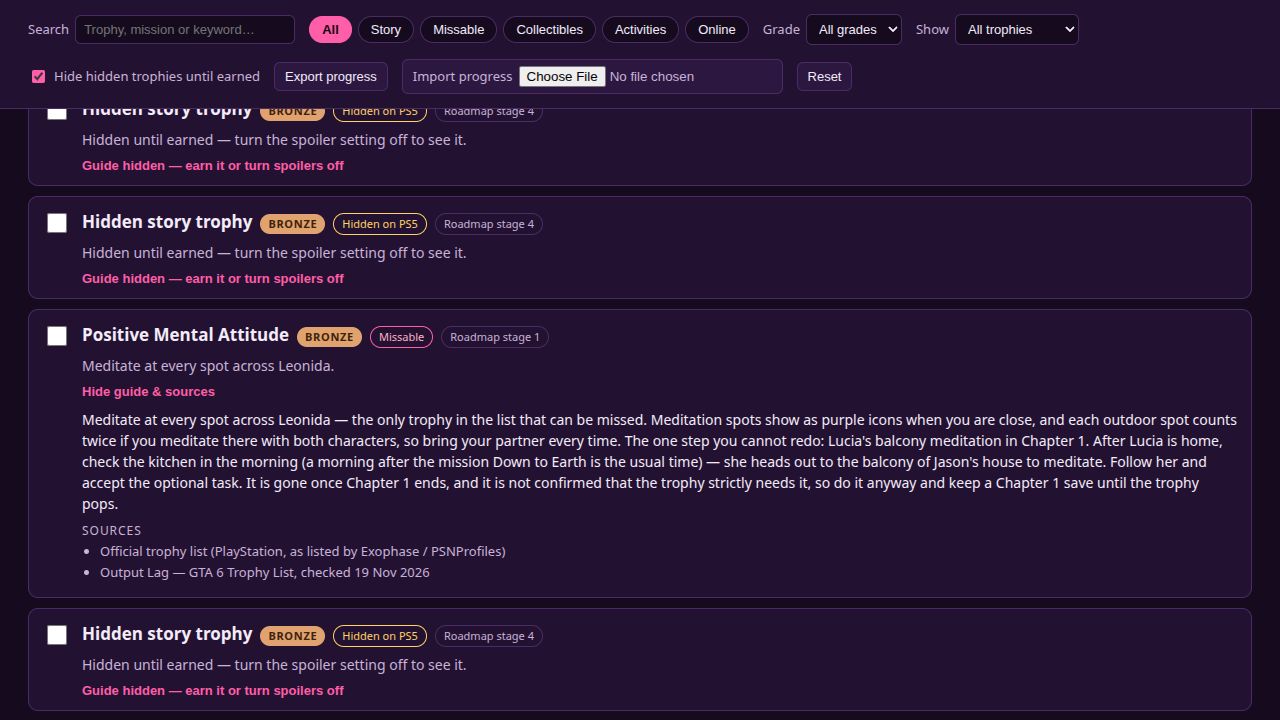 Search Trophy, mission or keyword… All Story Missable Collectibles Activities Online Grade All grades Show All trophies
Hide hidden trophies until earned Export progress Import progress Choose File No file chosen Reset
Hidden story trophy BRONZE Hidden on PS5 Roadmap stage 4
Hidden until earned — turn the spoiler setting off to see it.
Guide hidden — earn it or turn spoilers off
Hidden story trophy BRONZE Hidden on PS5 Roadmap stage 4
Hidden until earned — turn the spoiler setting off to see it.
Guide hidden — earn it or turn spoilers off
Positive Mental Attitude BRONZE Missable Roadmap stage 1
Meditate at every spot across Leonida.
Hide guide & sources
Meditate at every spot across Leonida — the only trophy in the list that can be missed. Meditation spots show as purple icons when you are close, and each outdoor spot counts
twice if you meditate there with both characters, so bring your partner every time. The one step you cannot redo: Lucia's balcony meditation in Chapter 1. After Lucia is home,
check the kitchen in the morning (a morning after the mission Down to Earth is the usual time) — she heads out to the balcony of Jason's house to meditate. Follow her and
accept the optional task. It is gone once Chapter 1 ends, and it is not confirmed that the trophy strictly needs it, so do it anyway and keep a Chapter 1 save until the trophy
pops.
SOURCES
Official trophy list (PlayStation, as listed by Exophase / PSNProfiles)
Output Lag — GTA 6 Trophy List, checked 19 Nov 2026
Hidden story trophy BRONZE Hidden on PS5 Roadmap stage 4
Hidden until earned — turn the spoiler setting off to see it.
Guide hidden — earn it or turn spoilers off